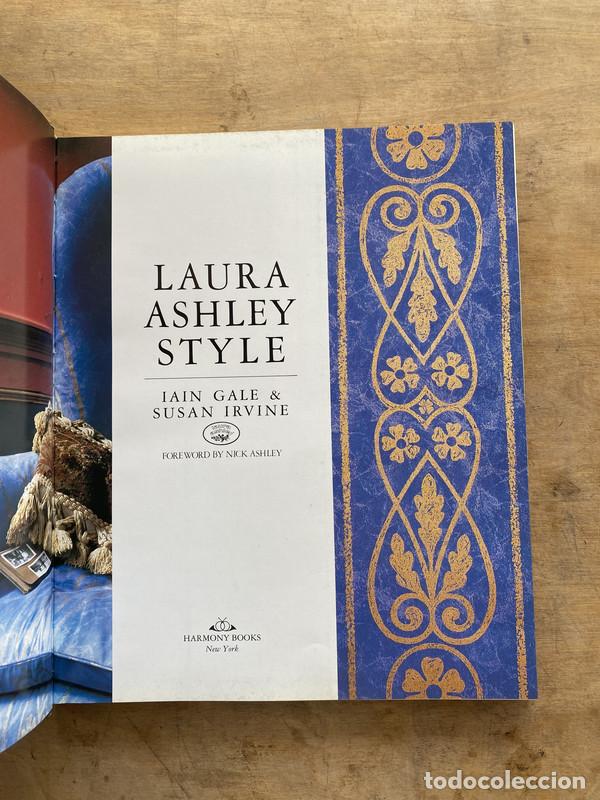 LAURA
ASHLEY
STYLE
IAIN GALE &
SUSAN IRVINE
FOREWORD BY NICK ASHLEY
HARMONY BOOKS
New York
todocoleccion